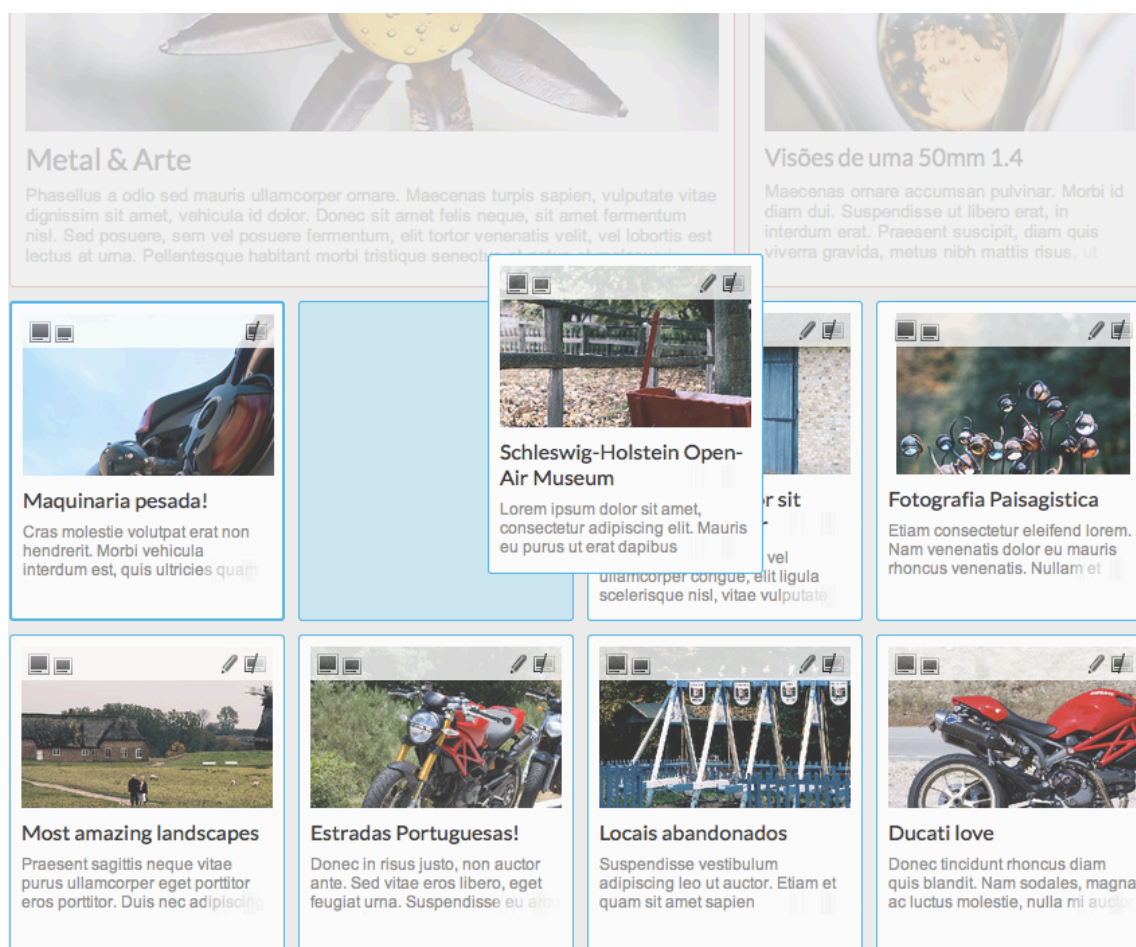 Metal & Arte
Phasellus a odio sed mauris ullamcorper ornare. Maecenas turpis sapien, vulputate vitae
dignissim sit amet, vehicula id dolor. Donec sit amet felis neque, sit amet fermentum
nisl. Sed posuere, sem vel posuere fermentum, elit tortor venenatis velit, vel lobortis est
lectus at urna. Pellentesque habitant morbi tristique senectus
Visões de uma 50mm 1.4
Maecenas ornare accumsan pulvinar. Morbi id
diam dui. Suspendisse ut libero erat, in
interdum erat. Praesent suscipit, diam quis
viverra gravida, metus nibh mattis risus, ut
Maquinaria pesada!
Cras molestie volutpat erat non
hendrerit. Morbi vehicula
interdum est, quis ultricies quam
Schleswig-Holstein Open-
Air Museum
Lorem ipsum dolor sit amet,
consectetur adipiscing elit. Mauris
eu purus ut erat dapibus
r sit
vel
ullamcorper congue, elit ligula
scelerisque nisl, vitae vulputate
Fotografia Paisagistica
Etiam consectetur eleifend lorem.
Nam venenatis dolor eu mauris
rhoncus venenatis. Nullam et
Most amazing landscapes
Praesent sagittis neque vitae
purus ullamcorper eget porttitor
eros porttitor. Duis nec adipiscing
Estradas Portuguesas!
Donec in risus justo, non auctor
ante. Sed vitae eros libero, eget
feugiat urna. Suspendisse eu arcu
Locais abandonados
Suspendisse vestibulum
adipiscing leo ut auctor. Etiam et
quam sit amet sapien
Ducati love
Donec tincidunt rhoncus diam
quis blandit. Nam sodales, magna
ac luctus molestie, nulla mi auctor